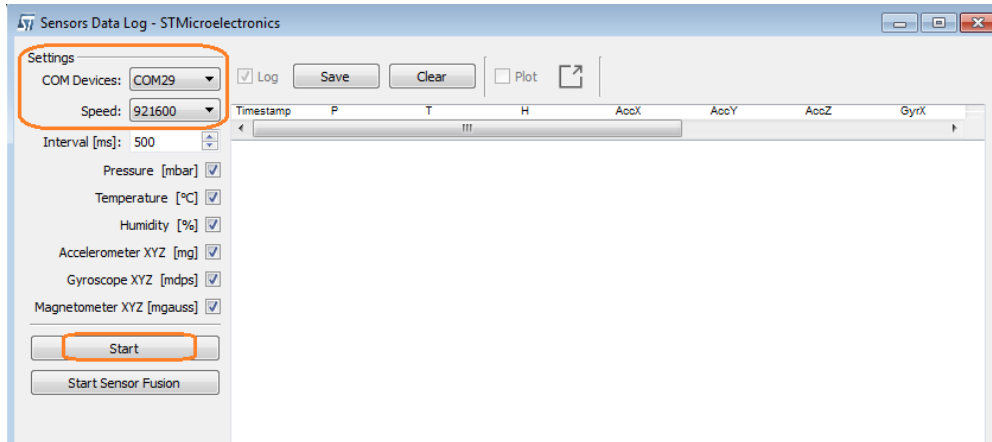 Sensors Data Log - STMicroelectronics
Settings
COM Devices: COM29
Speed: 921600
Interval [ms]: 500
Pressure [mbar]
Temperature [°C]
Humidity [%]
Accelerometer XYZ [mg]
Gyroscope XYZ [mdps]
Magnetometer XYZ [mgauss]
Start
Start Sensor Fusion
Log Save Clear Plot
Timestamp P T H AccX AccY AccZ GyrX